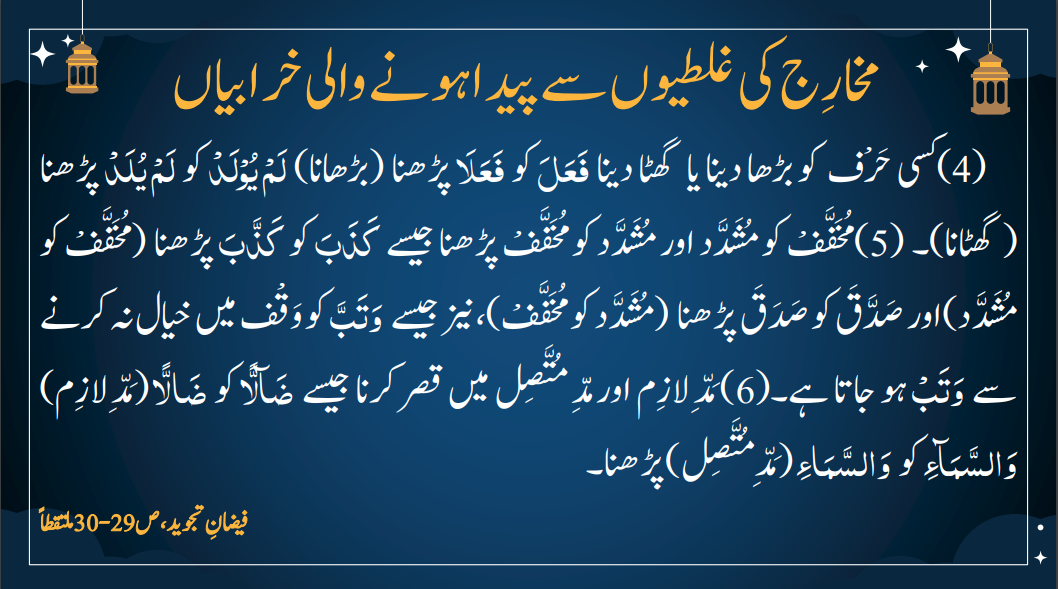 مخارِج کی غلطیوں سے پیدا ہونے والی خرابیاں
(4) کسی حَرْف کو بڑھا دینا یا گھٹا دینا فَعَلَ کو فَعَلَا پڑھنا (بڑھانا) لَمْ یُوْلَدْ کو لَمْ یُلَدْ پڑھنا
(گھٹانا)۔ (5) مُخَفَّفْ کو مُشَدَّد اور مُشَدَّد کو مُخَفَّفْ پڑھنا جیسے کَذَبَ کو کَذَّبَ پڑھنا (مُخَفَّفْ کو
مُشَدَّد) اور صَدَّقَ کو صَدَقَ پڑھنا (مُشَدَّد کو مُخَفَّفْ)، نیز جیسے وَتَبَّ کو وَقْف میں خیال نہ کرنے
سے وَتَبْ ہو جاتا ہے۔ (6) مَدِّ لازِم اور مَدِّ مُتَّصِل میں قصر کرنا جیسے ضَآلًّا کو ضَالًّا (مَدِّ لازِم)
وَالسَّمَآءِ کو وَالسَّمَاءِ (مَدِّ مُتَّصِل) پڑھنا۔
فیضانِ تجوید، ص29-30 ملتقطاً